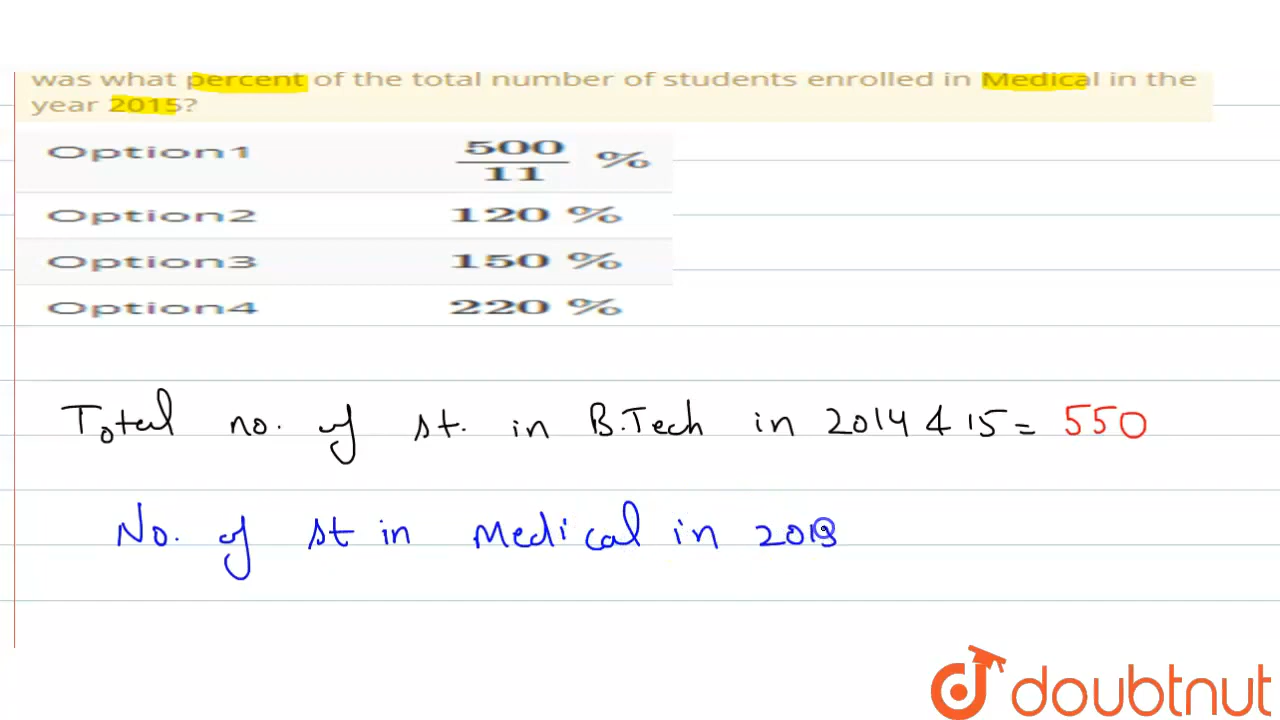 was what percent of the total number of students enrolled in Medical in the
year 2015?
Option1 500/11 %
Option2 120 %
Option3 150 %
Option4 220 %
Total no. of st. in B.Tech in 2014 & 15 = 550
No. of st in Medical in
doubtnut